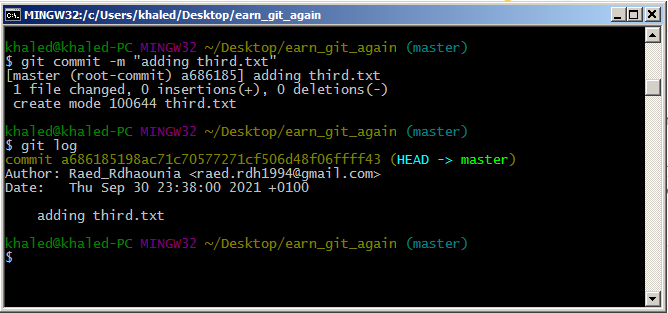 MINGW32:/c/Users/khaled/Desktop/earn_git_again
khaled@khaled-PC MINGW32 ~/Desktop/earn_git_again (master)
$ git commit -m "adding third.txt"
[master (root-commit) a686185] adding third.txt
 1 file changed, 0 insertions(+), 0 deletions(-)
 create mode 100644 third.txt
khaled@khaled-PC MINGW32 ~/Desktop/earn_git_again (master)
$ git log
commit a686185198ac71c70577271cf506d48f06ffff43 (HEAD -> master)
Author: Raed_Rdhaounia <raed.rdh1994@gmail.com>
Date:   Thu Sep 30 23:38:00 2021 +0100
    adding third.txt
khaled@khaled-PC MINGW32 ~/Desktop/earn_git_again (master)
$